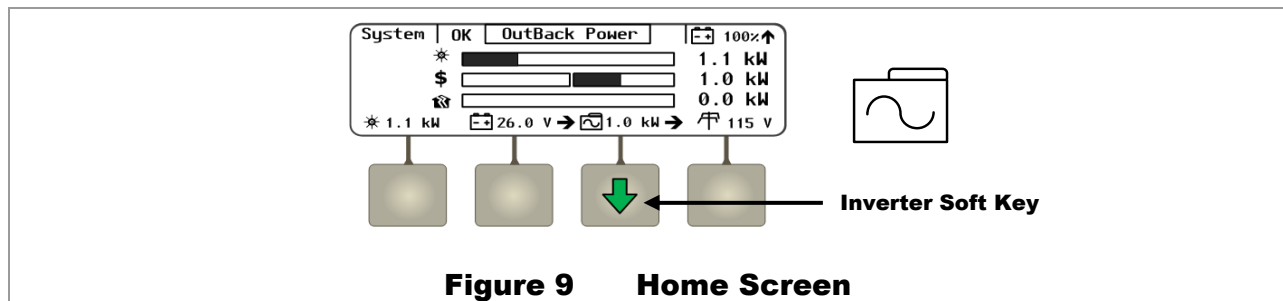 System OK OutBack Power 100%
1.1 kW
$ 1.0 kW
0.0 kW
1.1 kW 26.0 V 1.0 kW 115 V
Inverter Soft Key
Figure 9 Home Screen